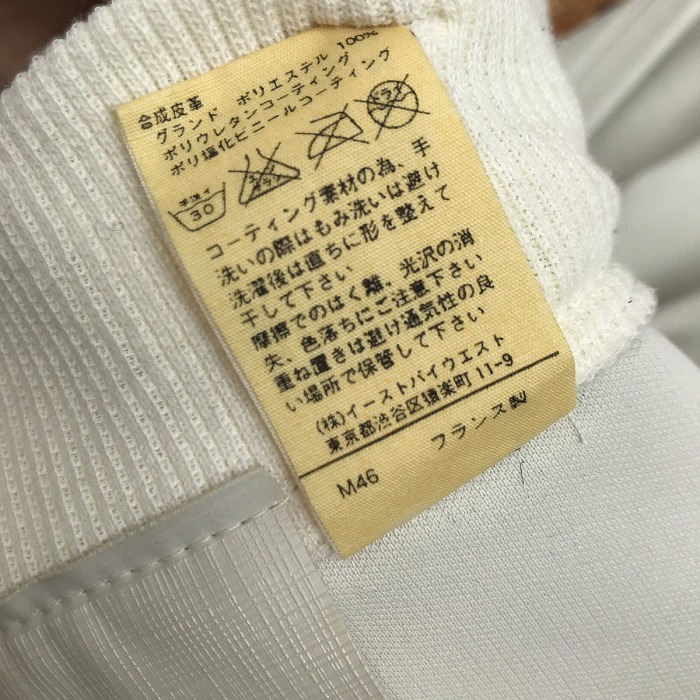 合成皮革
グランド ポリエステル 100%
ポリウレタンコーティング
ポリ塩化ビニールコーティング
手洗イ
30
ドライ
コーティング素材の為、手
洗いの際はもみ洗いは避け
洗濯後は直ちに形を整えて
干して下さい
摩擦でのはく離、光沢の消
失、色落ちにご注意下さい
重ね置きは避け通気性の良
い場所で保管して下さい
(株)イーストバイウエスト
東京都渋谷区猿楽町 11-9
M46 フランス製